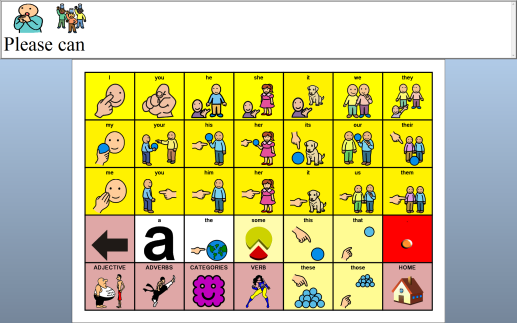 Please can
I you he she it we they
my your his her its our their
me you him her it us them
a the some this that
a
ADJECTIVE ADVERBS CATEGORIES VERB these those HOME